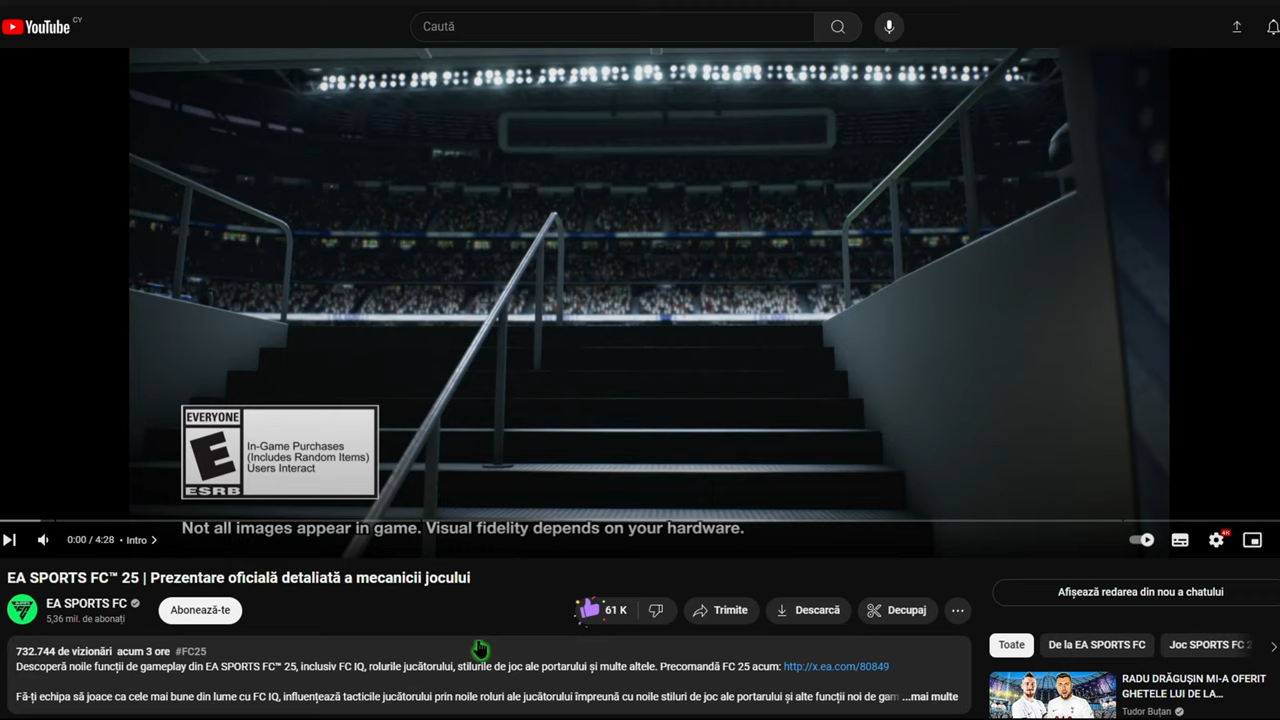 YouTube CY
Caută
EVERYONE
E
ESRB
In-Game Purchases
(Includes Random Items)
Users Interact
Not all images appear in game. Visual fidelity depends on your hardware.
0:00 / 4:28 • Intro
4K
EA SPORTS FC™ 25 | Prezentare oficială detaliată a mecanicii jocului
EA SPORTS FC
5,36 mil. de abonați
Abonează-te
61 K
Trimite
Descarcă
Decupaj
732.744 de vizionări acum 3 ore #FC25
Descoperă noile funcții de gameplay din EA SPORTS FC™ 25, inclusiv FC IQ, rolurile jucătorului, stilurile de joc ale portarului și multe altele. Precomandă FC 25 acum: http://x.ea.com/80849
Fă-ți echipa să joace ca cele mai bune din lume cu FC IQ, influențează tacticile jucătorului prin noile roluri ale jucătorului împreună cu noile stiluri de joc ale portarului și alte funcții noi de gam ...mai multe
Afișează redarea din nou a chatului
Toate
De la EA SPORTS FC
Joc SPORTS FC 2
RADU DRĂGUȘIN MI-A OFERIT
GHETELE LUI DE LA...
Tudor Buțan